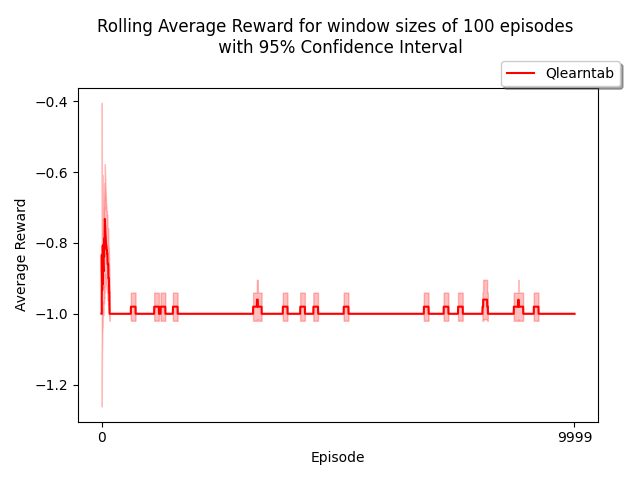 Rolling Average Reward for window sizes of 100 episodes
with 95% Confidence Interval
Qlearntab
−0.4
−0.6
−0.8
−1.0
−1.2
Average Reward
0
9999
Episode